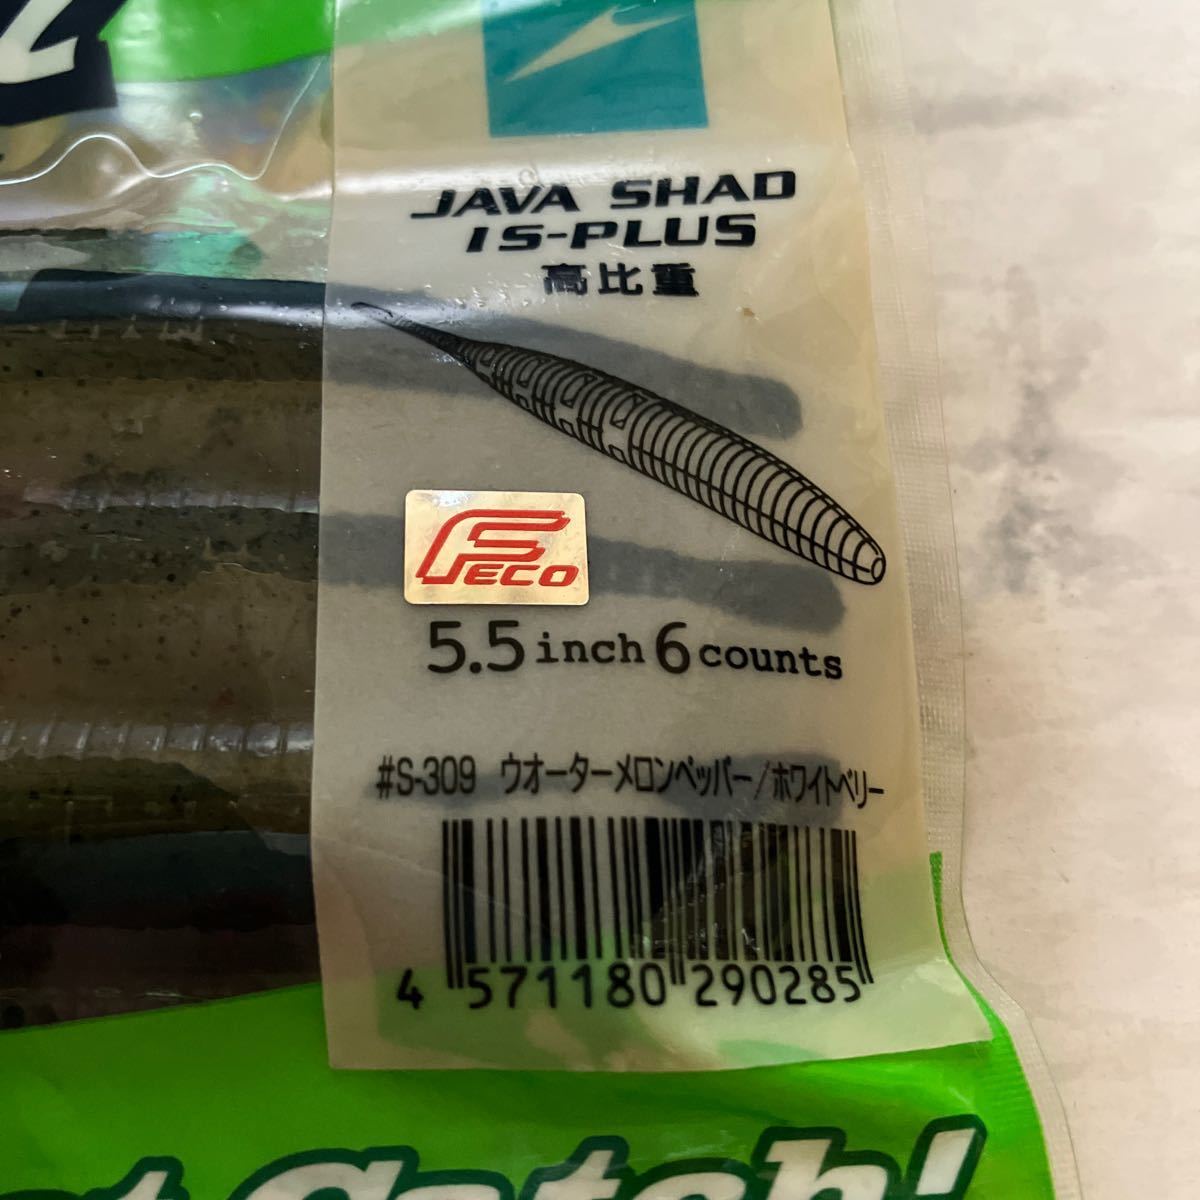 JAVA SHAD
IS-PLUS
高比重
FECO
5.5 inch 6 counts
#S-309 ウオーターメロンペッパー/ホワイトベリー
4 571180 290285